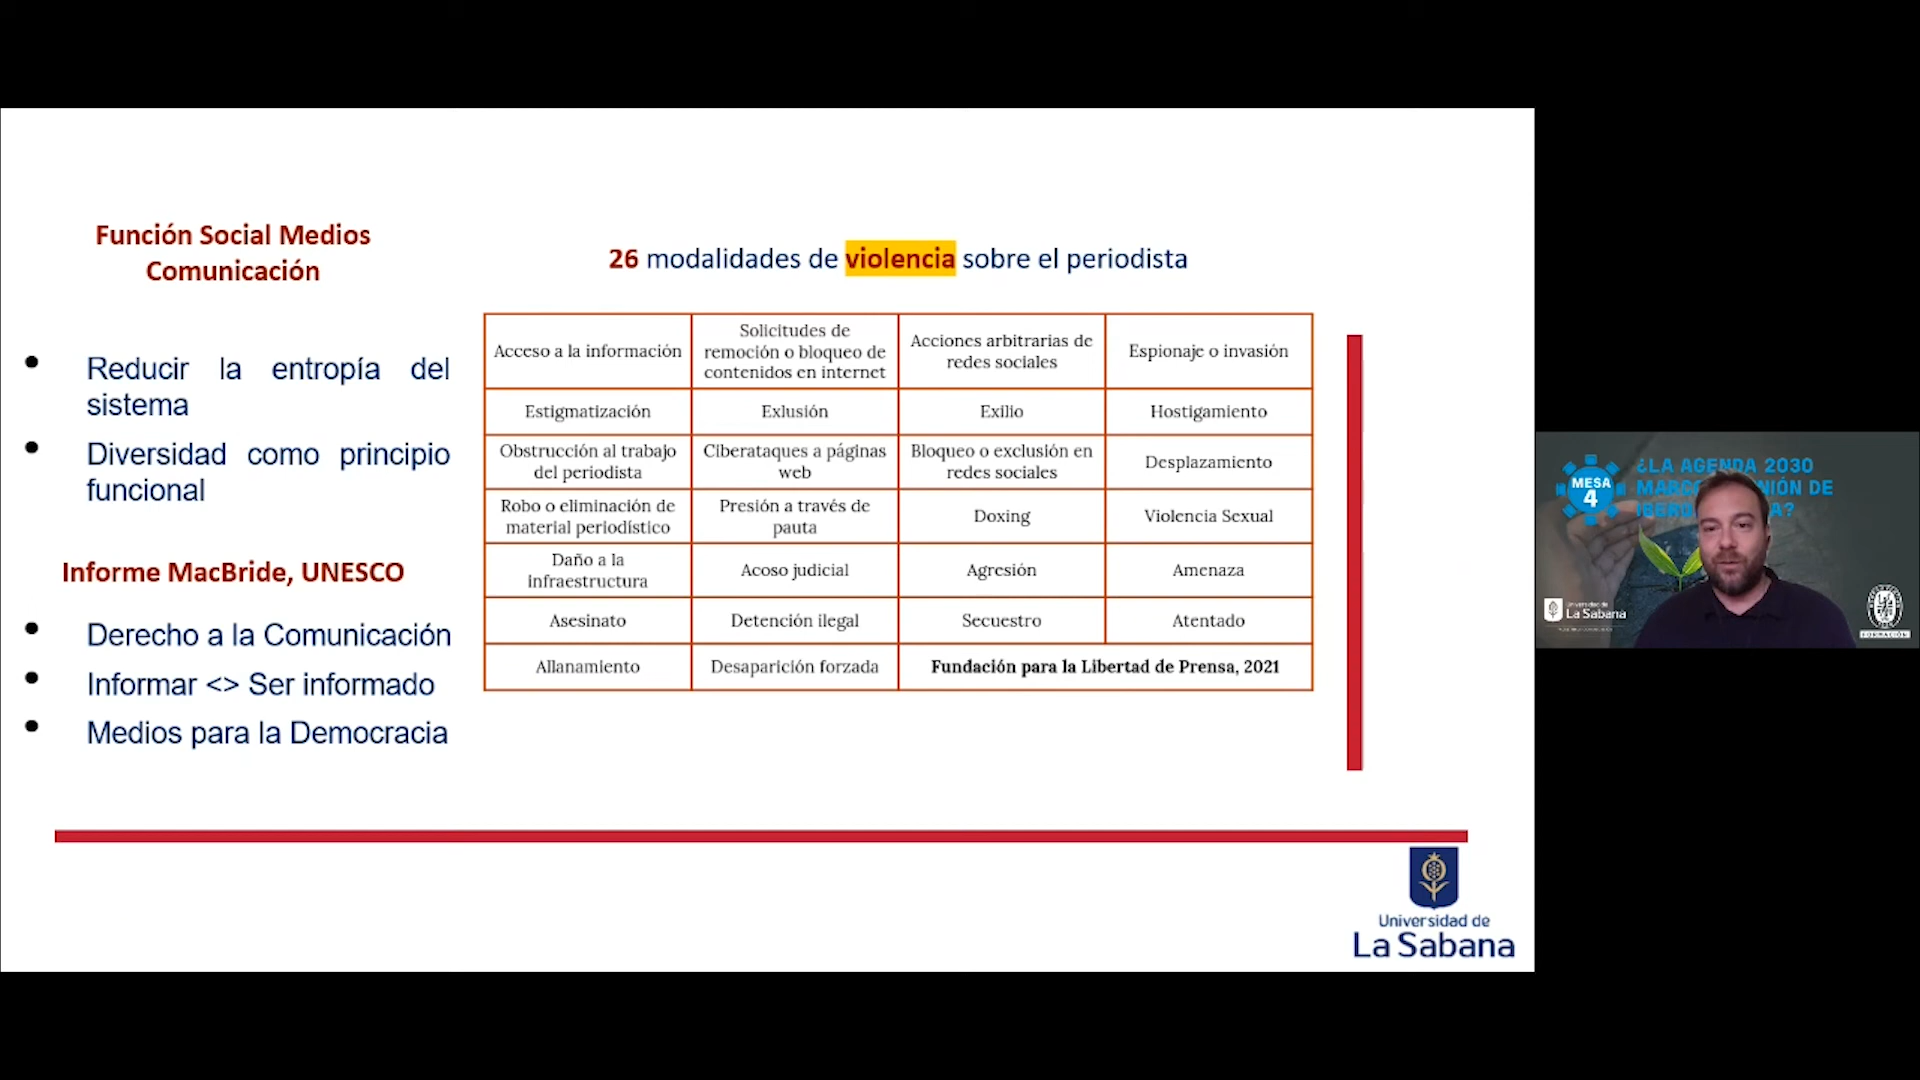 Función Social Medios
Comunicación
Reducir la entropía del
sistema
Diversidad como principio
funcional
Informe MacBride, UNESCO
Derecho a la Comunicación
Informar <> Ser informado
Medios para la Democracia
26 modalidades de violencia sobre el periodista
Acceso a la información
Solicitudes de
remoción o bloqueo de
contenidos en internet
Acciones arbitrarias de
redes sociales
Espionaje o invasión
Estigmatización
Exlusión
Exilio
Hostigamiento
Obstrucción al trabajo
del periodista
Ciberataques a páginas
web
Bloqueo o exclusión en
redes sociales
Desplazamiento
Robo o eliminación de
material periodístico
Presión a través de
pauta
Doxing
Violencia Sexual
Daño a la
infraestructura
Acoso judicial
Agresión
Amenaza
Asesinato
Detención ilegal
Secuestro
Atentado
Allanamiento
Desaparición forzada
Fundación para la Libertad de Prensa, 2021
Universidad de
La Sabana
MESA
4
¿LA AGENDA 2030
DE
Universidad de
La Sabana
FORMACIÓN